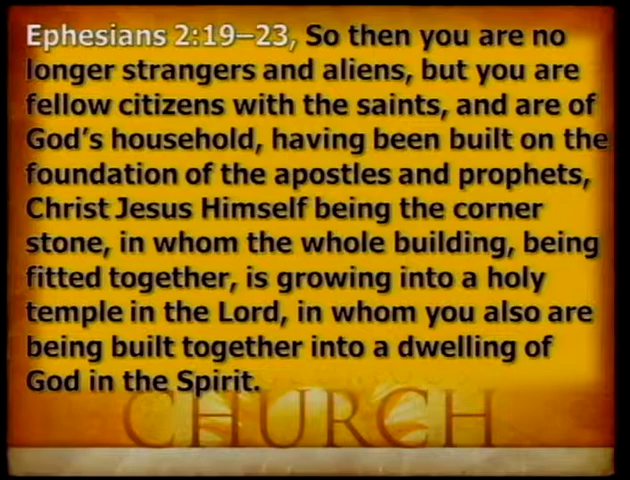 Ephesians 2:19–23, So then you are no
longer strangers and aliens, but you are
fellow citizens with the saints, and are of
God's household, having been built on the
foundation of the apostles and prophets,
Christ Jesus Himself being the corner
stone, in whom the whole building, being
fitted together, is growing into a holy
temple in the Lord, in whom you also are
being built together into a dwelling of
God in the Spirit.
CHURCH